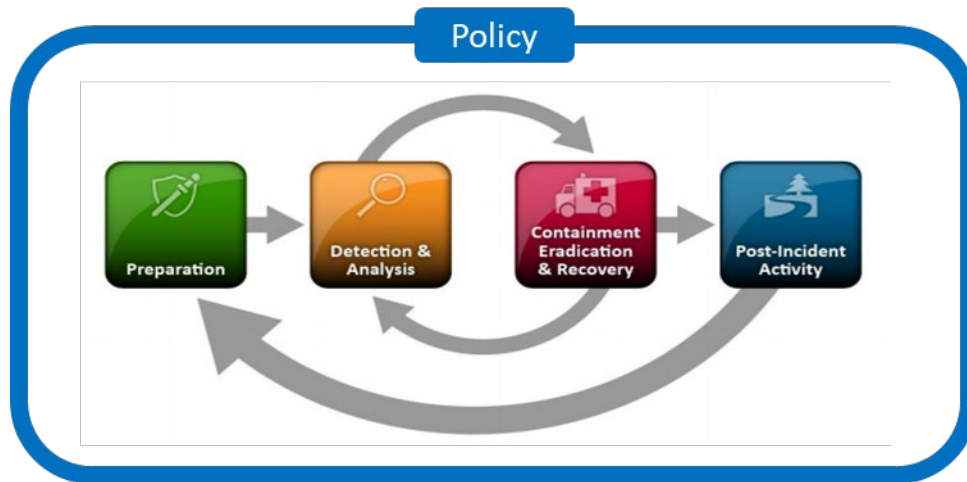 Policy
Preparation
Detection &
Analysis
Containment
Eradication
& Recovery
Post-Incident
Activity